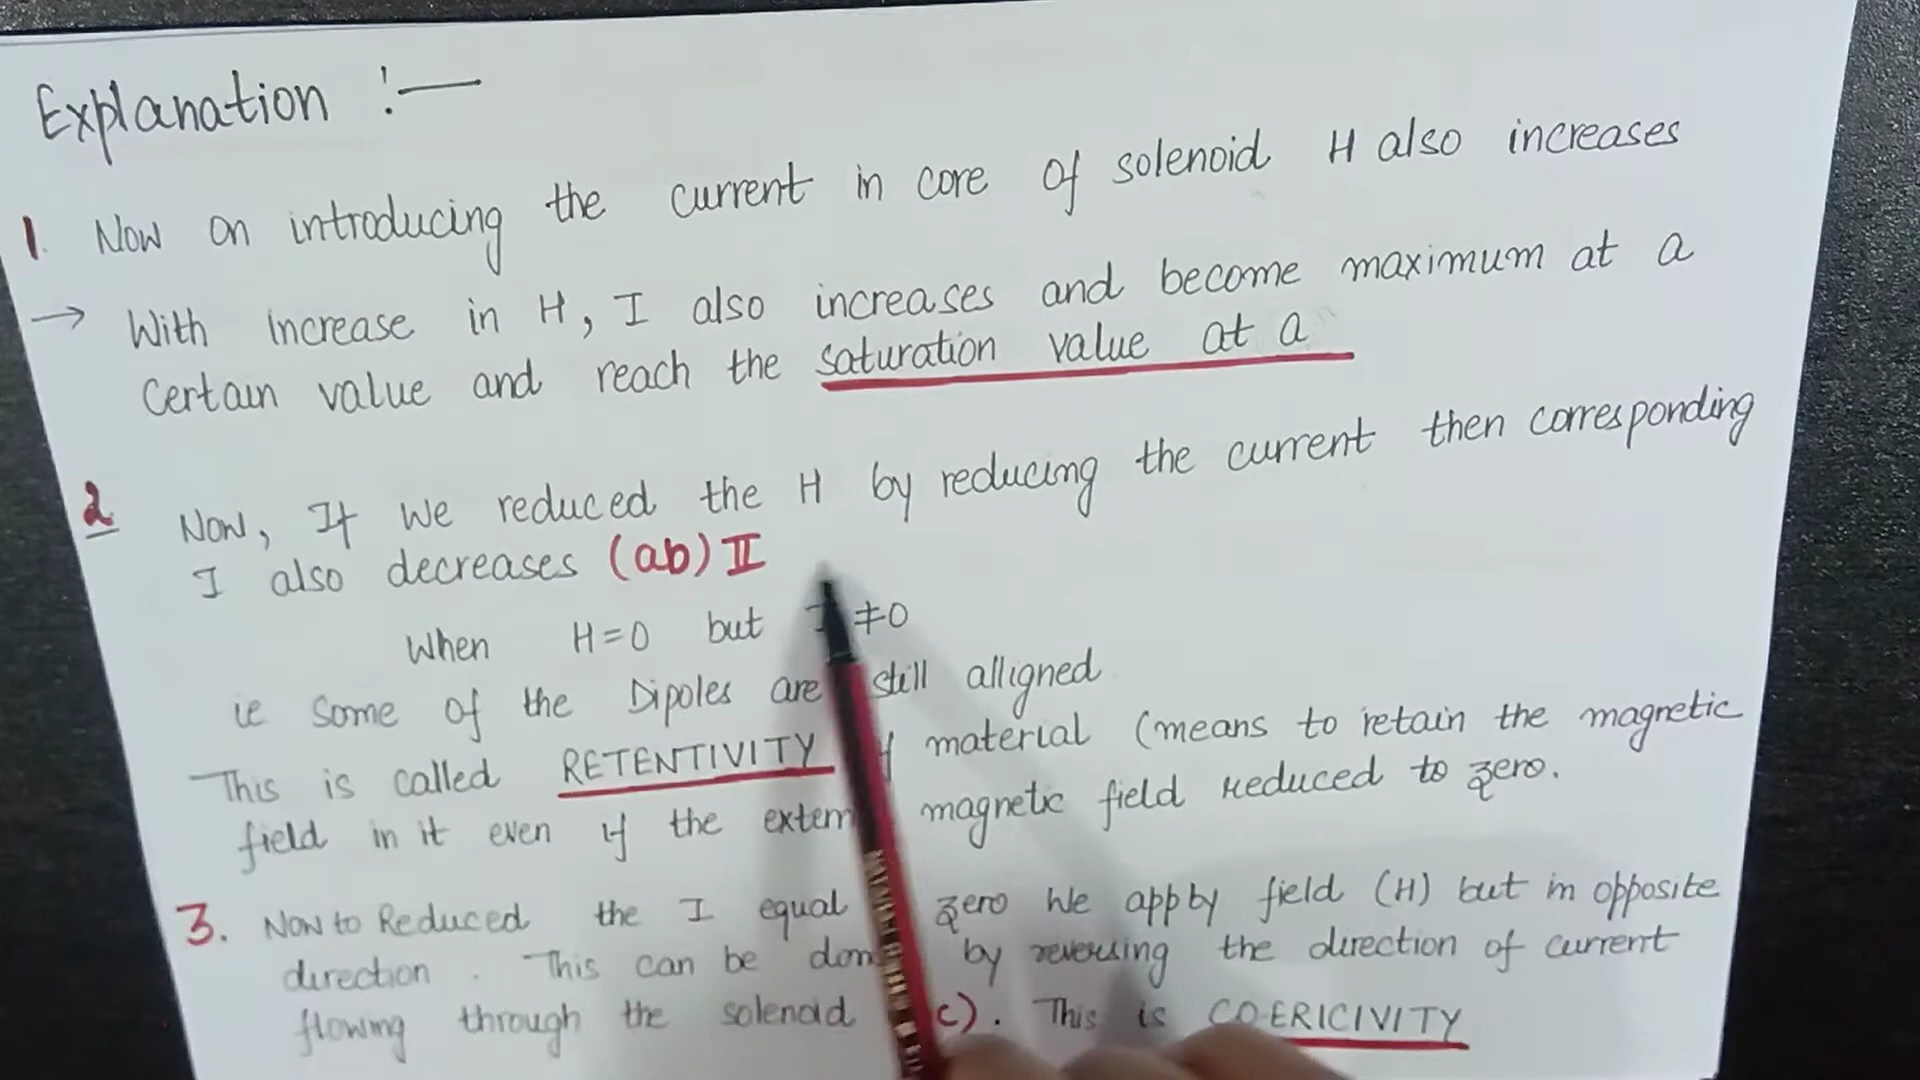 Explanation :—
1. Now on introducing the current in core of solenoid H also increases
→ With increase in H, I also increases and become maximum at a
Certain value and reach the saturation value at a
2 Now, If we reduced the H by reducing the current then corresponding
I also decreases (ab) II
When H=0 but I ≠0
ie some of the Dipoles are still alligned
This is called RETENTIVITY material (means to retain the magnetic
field in it even if the extern magnetic field reduced to zero.
3. Now to Reduced the I equal zero We appby field (H) but in opposite
direction . This can be don by reversing the direction of current
flowing through the solenoid c). This is COERICIVITY